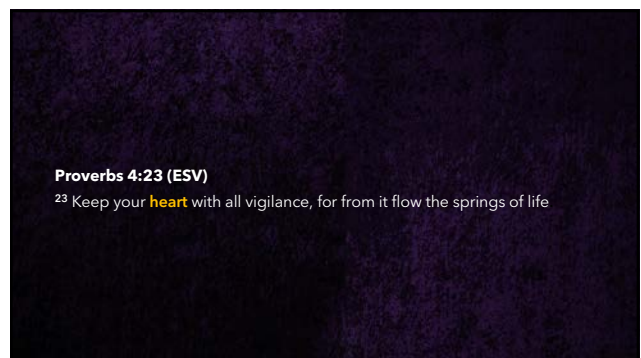 Proverbs 4:23 (ESV)
23 Keep your heart with all vigilance, for from it flow the springs of life